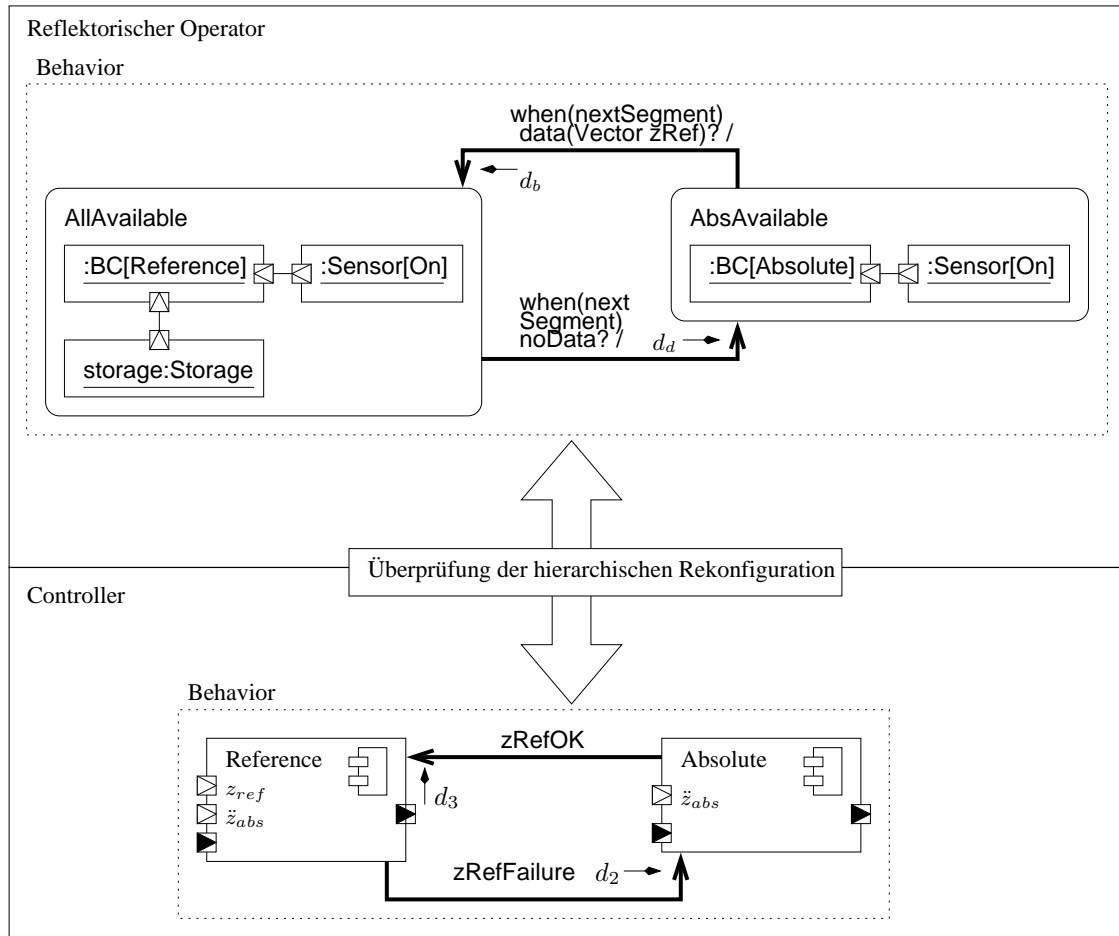 Reflektorischer Operator
Behavior
when(nextSegment)
data(Vector zRef)? /
d_b
AllAvailable
:BC[Reference]
:Sensor[On]
storage:Storage
AbsAvailable
:BC[Absolute]
:Sensor[On]
when(next
Segment)
noData? /
d_d
Überprüfung der hierarchischen Rekonfiguration
Controller
Behavior
Reference
z_ref
z̈_abs
zRefOK
d_3
Absolute
z̈_abs
zRefFailure
d_2